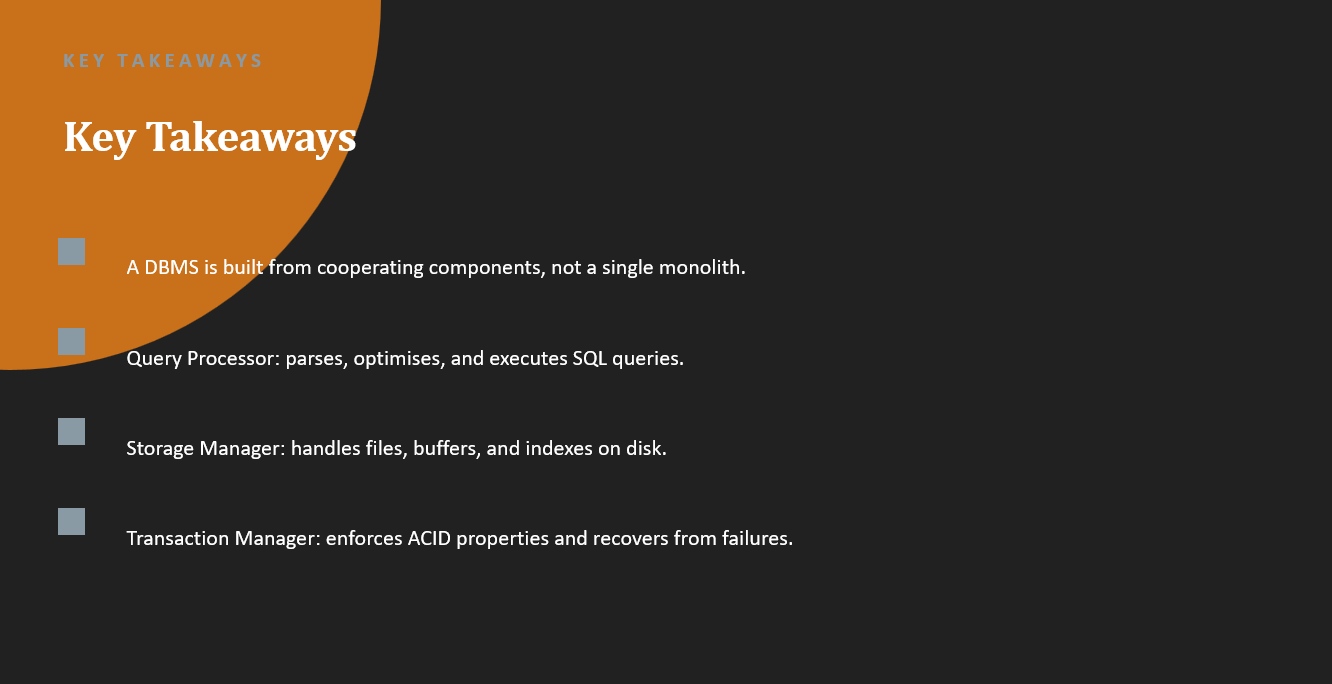 KEY TAKEAWAYS
Key Takeaways
A DBMS is built from cooperating components, not a single monolith.
Query Processor: parses, optimises, and executes SQL queries.
Storage Manager: handles files, buffers, and indexes on disk.
Transaction Manager: enforces ACID properties and recovers from failures.